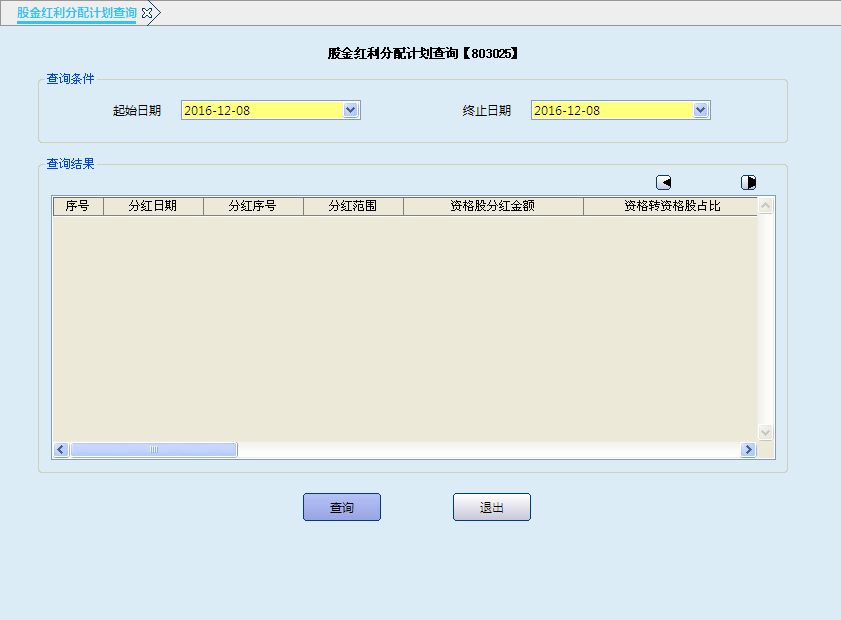 股金红利分配计划查询
股金红利分配计划查询【803025】
查询条件
起始日期 2016-12-08 终止日期 2016-12-08
查询结果
序号 分红日期 分红序号 分红范围 资格股分红金额 资格转资格股占比
查询 退出